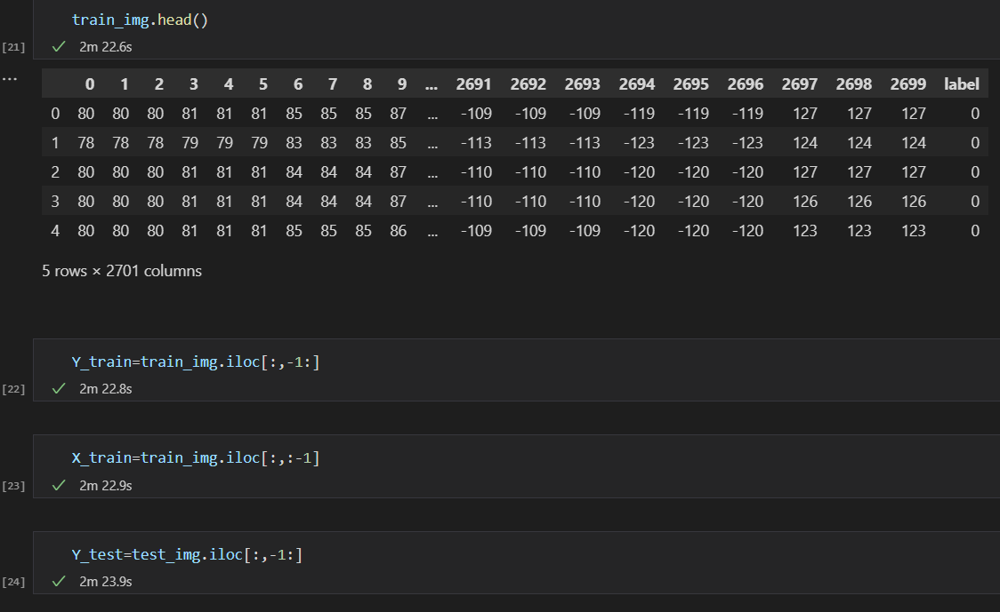 train_img.head()
[21] 2m 22.6s
...
0 1 2 3 4 5 6 7 8 9 ... 2691 2692 2693 2694 2695 2696 2697 2698 2699 label
0 80 80 80 81 81 81 85 85 85 87 ... -109 -109 -109 -119 -119 -119 127 127 127 0
1 78 78 78 79 79 79 83 83 83 85 ... -113 -113 -113 -123 -123 -123 124 124 124 0
2 80 80 80 81 81 81 84 84 84 87 ... -110 -110 -110 -120 -120 -120 127 127 127 0
3 80 80 80 81 81 81 84 84 84 87 ... -110 -110 -110 -120 -120 -120 126 126 126 0
4 80 80 80 81 81 81 85 85 85 86 ... -109 -109 -109 -120 -120 -120 123 123 123 0
5 rows × 2701 columns
Y_train=train_img.iloc[:,-1:]
[22] 2m 22.8s
X_train=train_img.iloc[:,:-1]
[23] 2m 22.9s
Y_test=test_img.iloc[:,-1:]
[24] 2m 23.9s